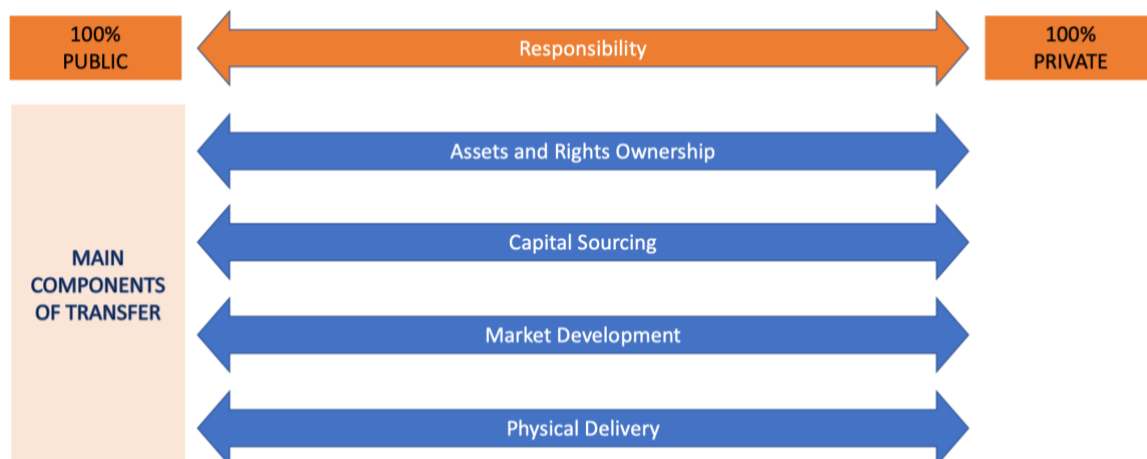 100%
PUBLIC
Responsibility
100%
PRIVATE
Assets and Rights Ownership
Capital Sourcing
MAIN
COMPONENTS
OF TRANSFER
Market Development
Physical Delivery